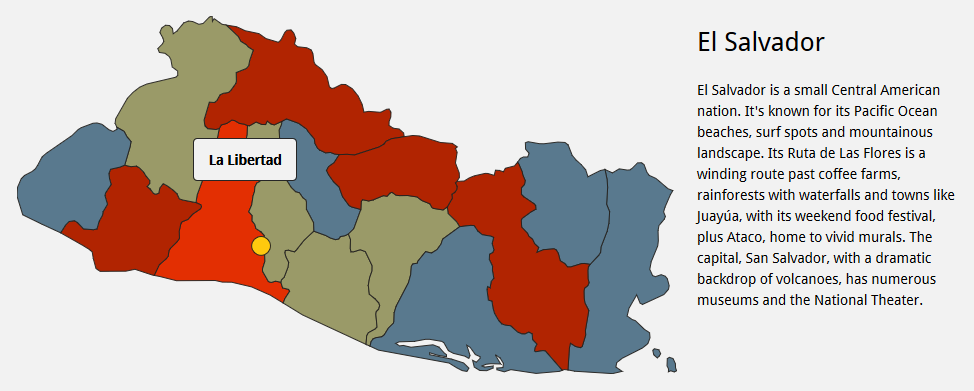 La Libertad
El Salvador
El Salvador is a small Central American
nation. It's known for its Pacific Ocean
beaches, surf spots and mountainous
landscape. Its Ruta de Las Flores is a
winding route past coffee farms,
rainforests with waterfalls and towns like
Juayúa, with its weekend food festival,
plus Ataco, home to vivid murals. The
capital, San Salvador, with a dramatic
backdrop of volcanoes, has numerous
museums and the National Theater.